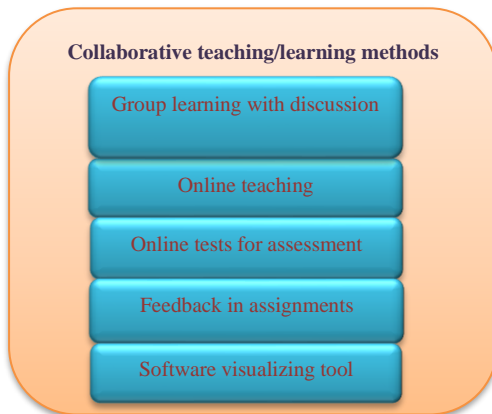 Collaborative teaching/learning methods
Group learning with discussion
Online teaching
Online tests for assessment
Feedback in assignments
Software visualizing tool